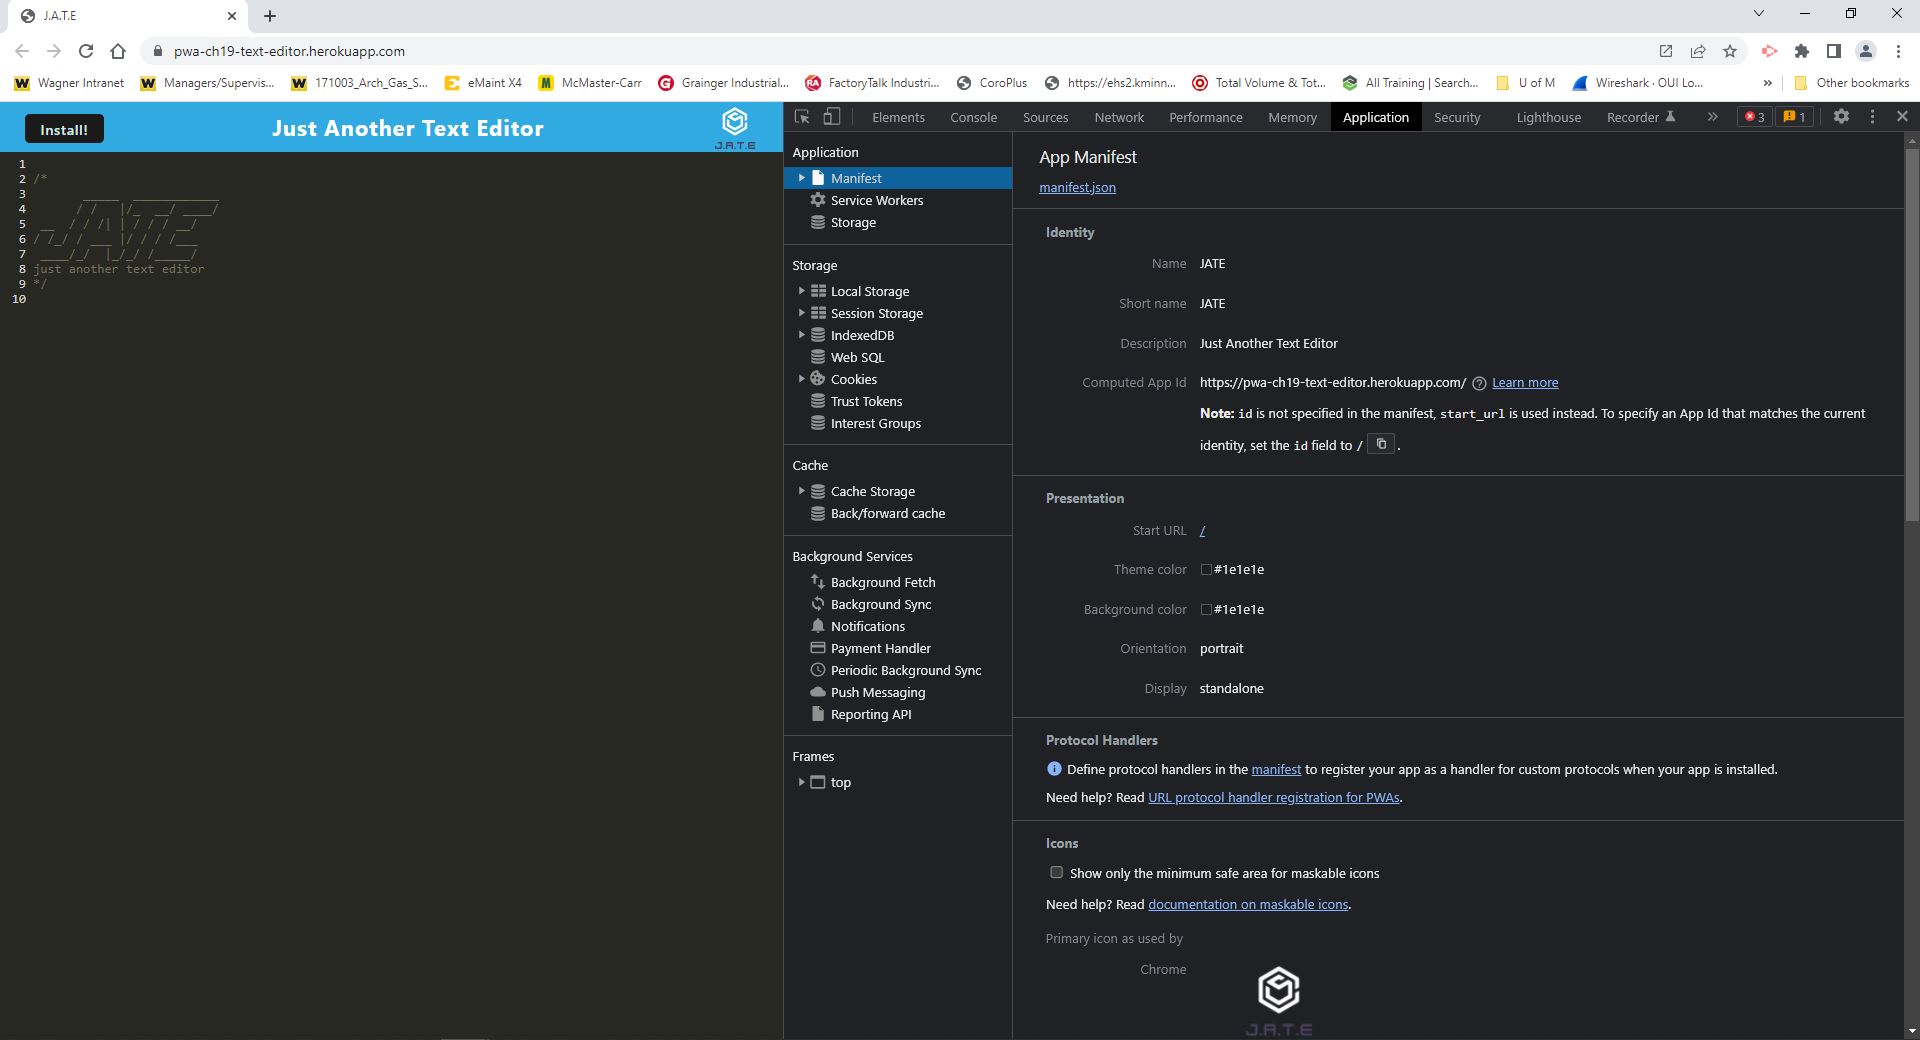 J.A.T.E
pwa-ch19-text-editor.herokuapp.com
Wagner Intranet
Managers/Supervis...
171003_Arch_Gas_S...
eMaint X4
McMaster-Carr
Grainger Industrial...
FactoryTalk Industri...
CoroPlus
https://ehs2.kminn...
Total Volume & Tot...
All Training | Search...
U of M
Wireshark · OUI Lo...
»
Other bookmarks
Install!
Just Another Text Editor
J.A.T.E
1
2 /*
3       _____  ____________
4      / /   |/_  __/ ____/
5  __  / / /| | / / / __/
6 / /_/ / ___ |/ / / /___
7  ____/_/  |_/_/ /_____/
8 just another text editor
9 */
10
Elements Console Sources Network Performance Memory Application Security Lighthouse Recorder » 3 1
Application
Manifest
Service Workers
Storage
Storage
Local Storage
Session Storage
IndexedDB
Web SQL
Cookies
Trust Tokens
Interest Groups
Cache
Cache Storage
Back/forward cache
Background Services
Background Fetch
Background Sync
Notifications
Payment Handler
Periodic Background Sync
Push Messaging
Reporting API
Frames
top
App Manifest
manifest.json
Identity
Name JATE
Short name JATE
Description Just Another Text Editor
Computed App Id https://pwa-ch19-text-editor.herokuapp.com/ Learn more
Note: id is not specified in the manifest, start_url is used instead. To specify an App Id that matches the current
identity, set the id field to / .
Presentation
Start URL /
Theme color #1e1e1e
Background color #1e1e1e
Orientation portrait
Display standalone
Protocol Handlers
Define protocol handlers in the manifest to register your app as a handler for custom protocols when your app is installed.
Need help? Read URL protocol handler registration for PWAs.
Icons
Show only the minimum safe area for maskable icons
Need help? Read documentation on maskable icons.
Primary icon as used by
Chrome
J.A.T.E